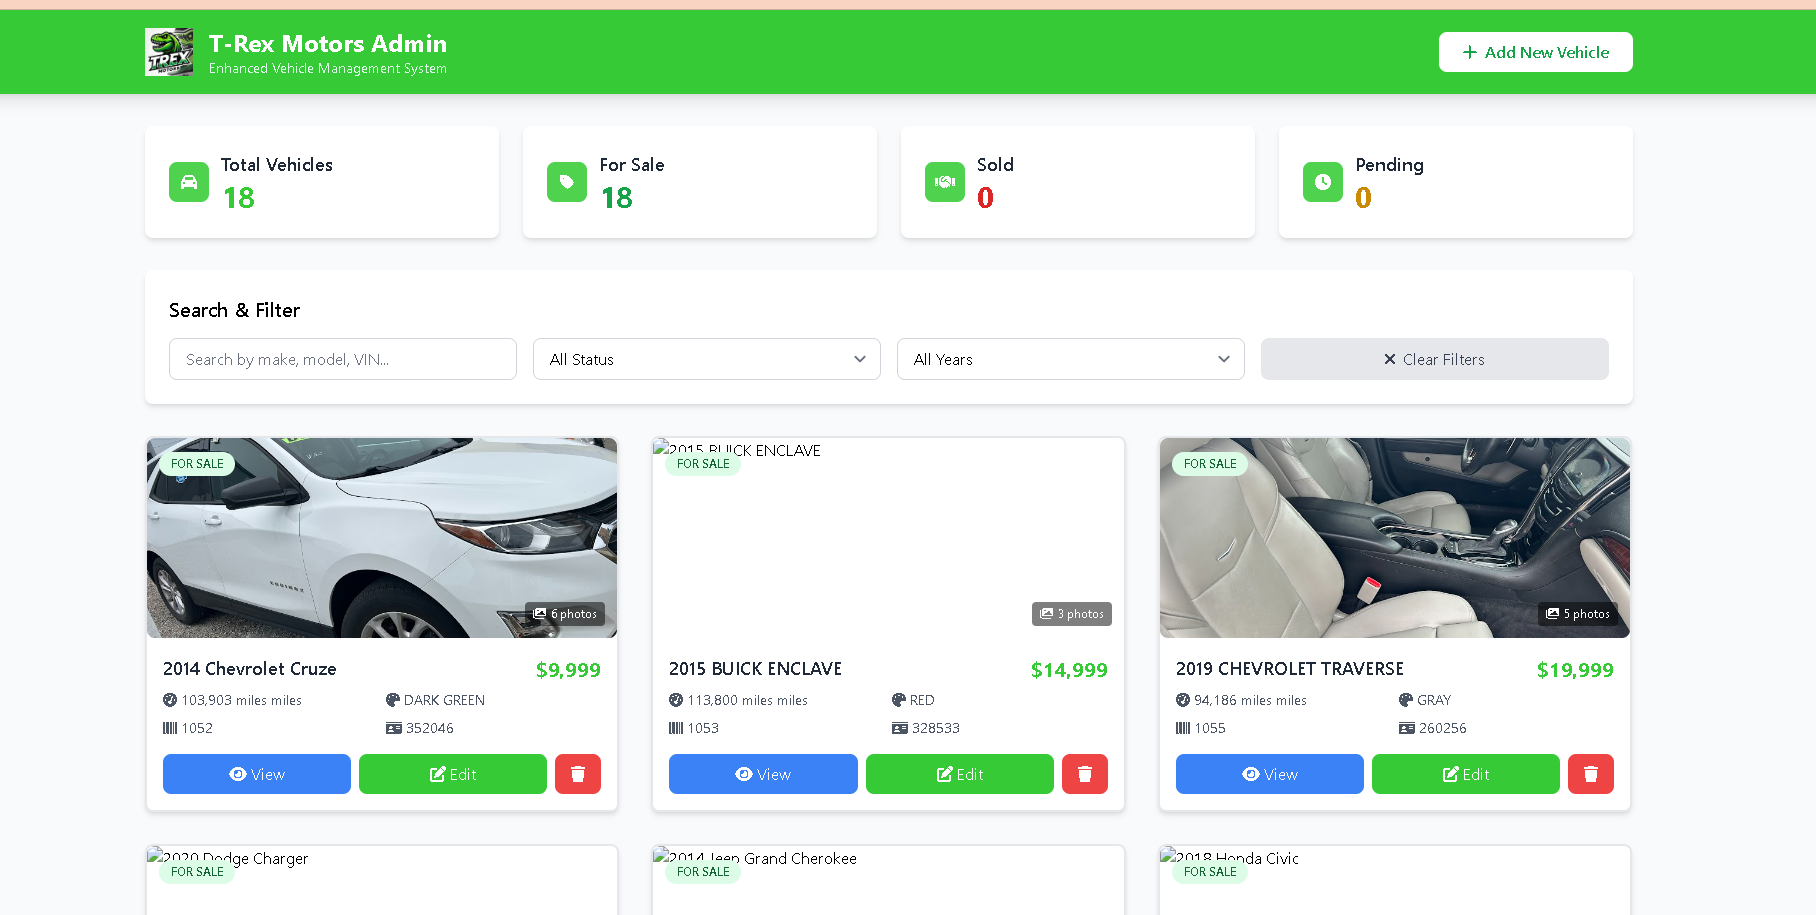 T-Rex Motors Admin
Enhanced Vehicle Management System
Add New Vehicle
TREX
Total Vehicles
18
For Sale
18
Sold
0
Pending
0
Search & Filter
Search by make, model, VIN...
All Status
All Years
Clear Filters
FOR SALE
6 photos
2014 Chevrolet Cruze
$9,999
103,903 miles miles
DARK GREEN
1052
352046
View
Edit
2015 BUICK ENCLAVE
FOR SALE
3 photos
2015 BUICK ENCLAVE
$14,999
113,800 miles miles
RED
1053
328533
View
Edit
FOR SALE
5 photos
2019 CHEVROLET TRAVERSE
$19,999
94,186 miles miles
GRAY
1055
260256
View
Edit
2020 Dodge Charger
FOR SALE
2014 Jeep Grand Cherokee
FOR SALE
2018 Honda Civic
FOR SALE